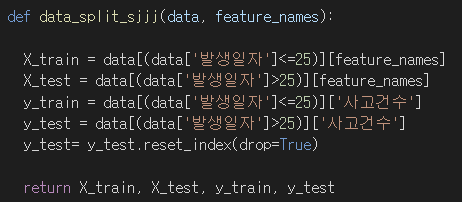 def data_split_sjjj(data, feature_names):
X_train = data[(data['발생일자']<=25)][feature_names]
X_test = data[(data['발생일자']>25)][feature_names]
y_train = data[(data['발생일자']<=25)]['사고건수']
y_test = data[(data['발생일자']>25)]['사고건수']
y_test= y_test.reset_index(drop=True)
return X_train, X_test, y_train, y_test